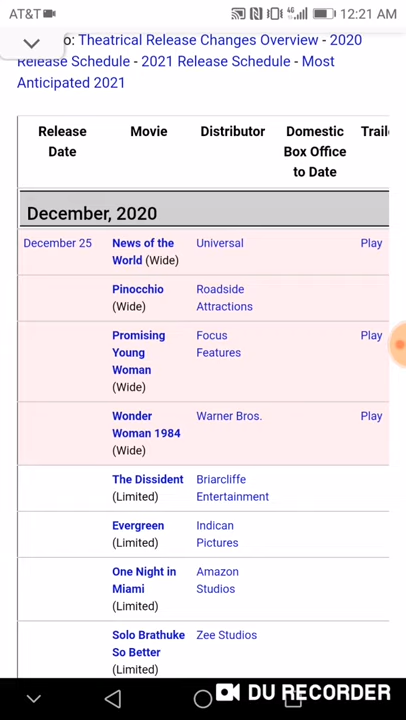 AT&T 4G 12:21 AM
o: Theatrical Release Changes Overview - 2020
Release Schedule - 2021 Release Schedule - Most
Anticipated 2021
Release Date Movie Distributor Domestic Box Office to Date Traile
December, 2020
December 25 News of the World (Wide) Universal Play
Pinocchio (Wide) Roadside Attractions
Promising Young Woman (Wide) Focus Features Play
Wonder Woman 1984 (Wide) Warner Bros. Play
The Dissident (Limited) Briarcliffe Entertainment
Evergreen (Limited) Indican Pictures
One Night in Miami (Limited) Amazon Studios
Solo Brathuke So Better (Limited) Zee Studios
DU RECORDER